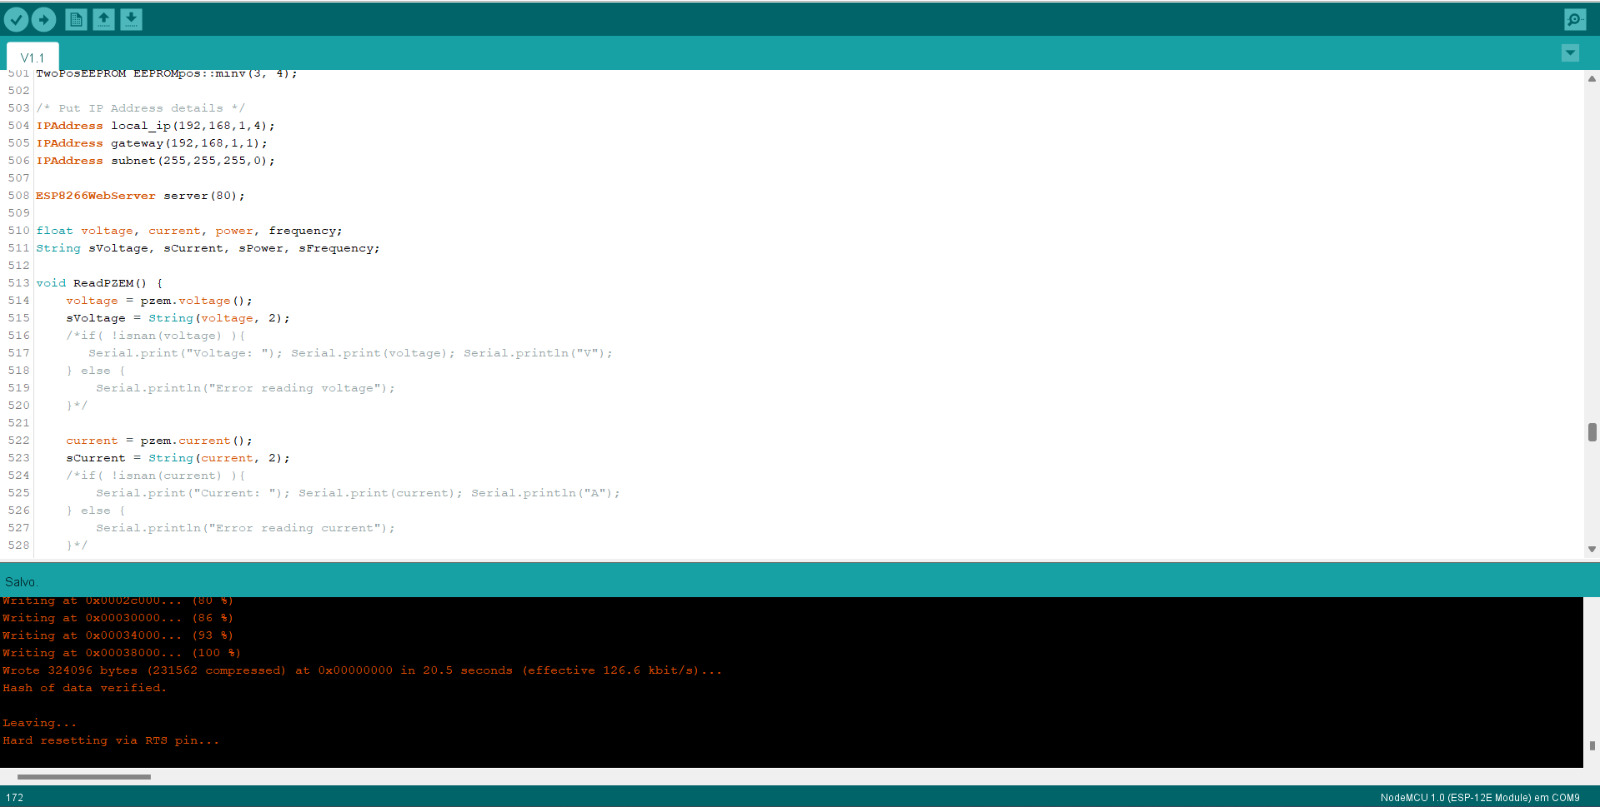 V1.1
501 TwoPosEEPROM EEPROMpos::minv(3, 4);
502
503 /* Put IP Address details */
504 IPAddress local_ip(192,168,1,4);
505 IPAddress gateway(192,168,1,1);
506 IPAddress subnet(255,255,255,0);
507
508 ESP8266WebServer server(80);
509
510 float voltage, current, power, frequency;
511 String sVoltage, sCurrent, sPower, sFrequency;
512
513 void ReadPZEM() {
514     voltage = pzem.voltage();
515     sVoltage = String(voltage, 2);
516     /*if( !isnan(voltage) ){
517        Serial.print("Voltage: "); Serial.print(voltage); Serial.println("V");
518     } else {
519         Serial.println("Error reading voltage");
520     }*/
521
522     current = pzem.current();
523     sCurrent = String(current, 2);
524     /*if( !isnan(current) ){
525         Serial.print("Current: "); Serial.print(current); Serial.println("A");
526     } else {
527         Serial.println("Error reading current");
528     }*/
Salvo.
Writing at 0x0002c000... (80 %)
Writing at 0x00030000... (86 %)
Writing at 0x00034000... (93 %)
Writing at 0x00038000... (100 %)
Wrote 324096 bytes (231562 compressed) at 0x00000000 in 20.5 seconds (effective 126.6 kbit/s)...
Hash of data verified.
Leaving...
Hard resetting via RTS pin...
172
NodeMCU 1.0 (ESP-12E Module) em COM9